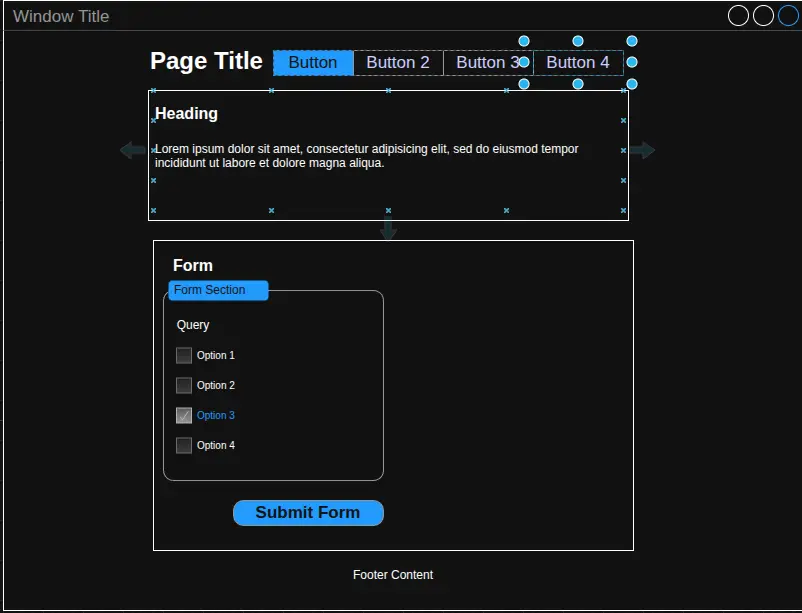 Window Title
Page Title Button Button 2 Button 3 Button 4
Heading
Lorem ipsum dolor sit amet, consectetur adipisicing elit, sed do eiusmod tempor
incididunt ut labore et dolore magna aliqua.
Form
Form Section
Query
Option 1
Option 2
Option 3
Option 4
Submit Form
Footer Content